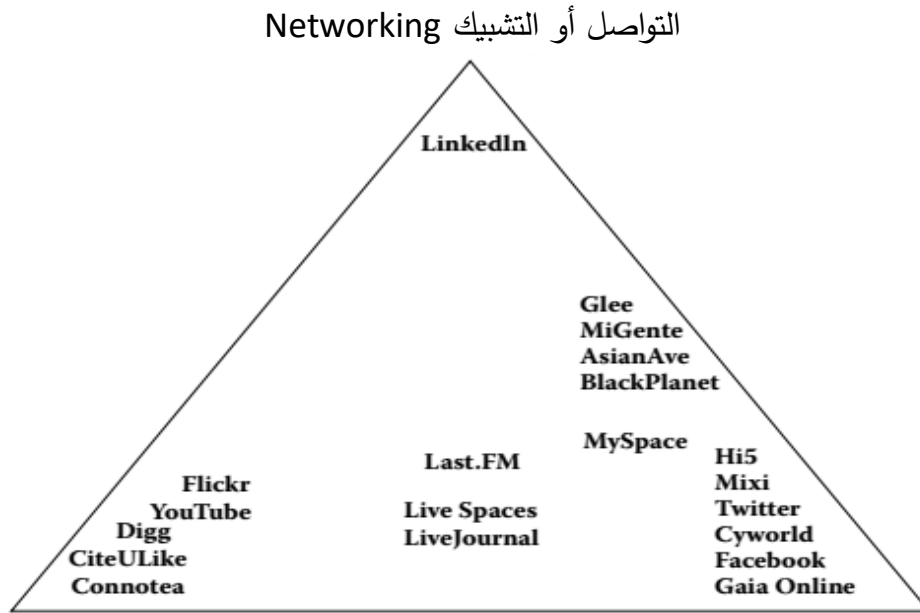 التواصل أو التشبيك Networking
LinkedIn
Glee
MiGente
AsianAve
BlackPlanet
MySpace
Last.FM
Live Spaces
LiveJournal
Flickr
YouTube
Digg
CiteULike
Connotea
Hi5
Mixi
Twitter
Cyworld
Facebook
Gaia Online